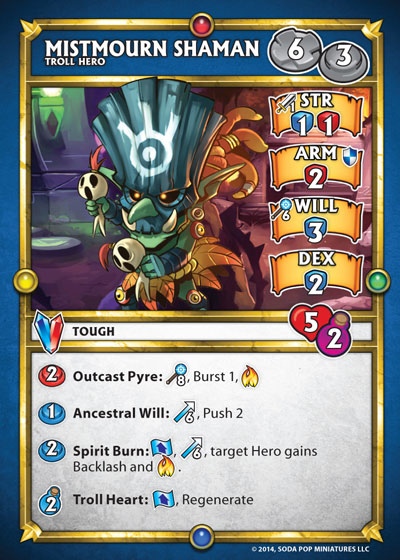 MISTMOURN SHAMAN 6 3
TROLL HERO
STR
1 1
ARM
2
WILL
6
3
DEX
2
5
2
TOUGH
2 Outcast Pyre: 8, Burst 1,
1 Ancestral Will: 6, Push 2
2 Spirit Burn: , 6, target Hero gains
Backlash and .
2 Troll Heart: , Regenerate
© 2014, SODA POP MINIATURES LLC